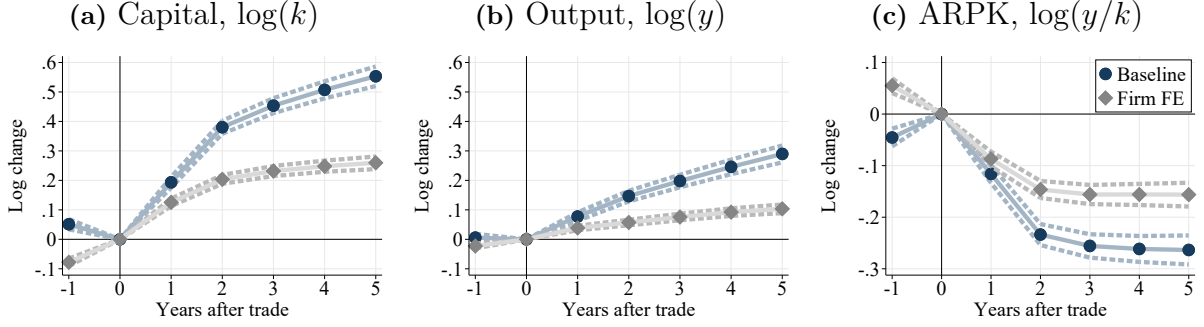 (a) Capital, log(k)
Log change
.6
.5
.4
.3
.2
.1
0
-.1
-1 0 1 2 3 4 5
Years after trade
(b) Output, log(y)
Log change
.6
.5
.4
.3
.2
.1
0
-.1
-1 0 1 2 3 4 5
Years after trade
(c) ARPK, log(y/k)
Log change
.1
0
-.1
-.2
-.3
-1 0 1 2 3 4 5
Years after trade
Baseline
Firm FE